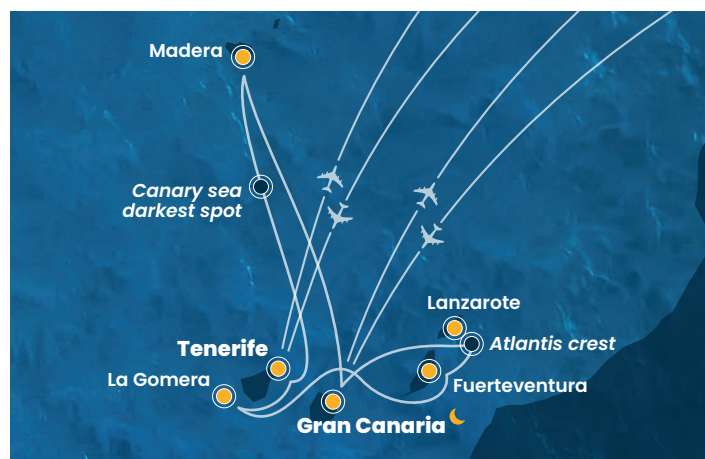 Madera
Canary sea
darkest spot
Lanzarote
Atlantis crest
Tenerife
La Gomera
Fuerteventura
Gran Canaria